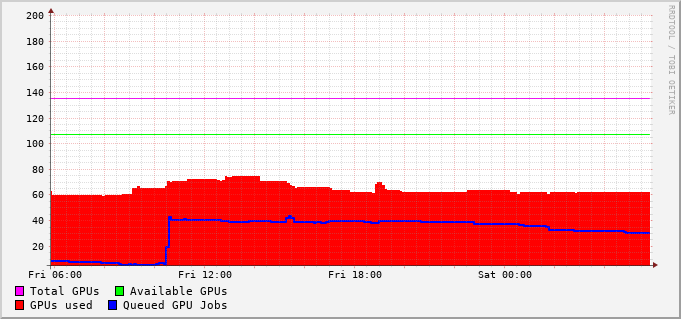 200
180
160
140
120
100
80
60
40
20
Fri 06:00 Fri 12:00 Fri 18:00 Sat 00:00
Total GPUs Available GPUs
GPUs used Queued GPU Jobs
RRDTOOL / TOBI OETIKER